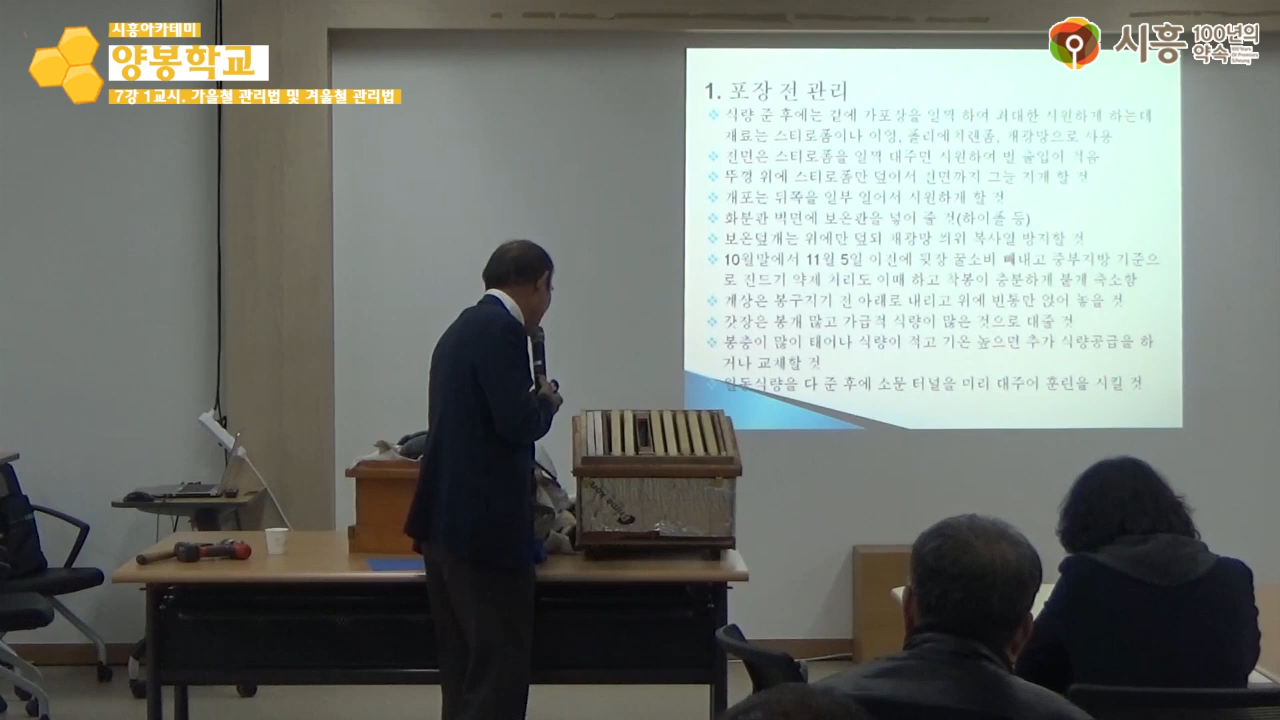 시흥아카데미
양봉학교
7강 1교시. 가을철 관리법 및 겨울철 관리법
시흥 100년의
약속
1. 포장 전 관리
식량 준 후에는 겉에 가포장을 일찍 하여 최대한 시원하게 하는데
재료는 스티로폼이나 이엉, 폴리에치렌폼, 차광망으로 사용
전면은 스티로폼을 일찍 대주면 시원하여 벌 출입이 적음
뚜껑 위에 스티로폼만 덮어서 전면까지 그늘 지게 할 것
개포는 뒤쪽을 일부 열어서 시원하게 할 것
화분관 벽면에 보온판을 넣어 줄 것(하이폴 등)
보온덮개는 위에만 덮되 차광망 씌워 복사열 방지할 것
10월말에서 11월 5일 이전에 뒷장 꿀소비 빼내고 중부지방 기준으
로 진드기 약제 처리도 이때 하고 착봉이 충분하게 붙게 축소함
계상은 봉구지기 전 아래로 내리고 위에 빈통만 얹어 놓을 것
갓장은 봉개 많고 가급적 식량이 많은 것으로 대줄 것
봉충이 많이 태어나 식량이 적고 기온 높으면 추가 식량공급을 하
거나 교체할 것
월동식량을 다 준 후에 소문 터널을 미리 대주어 훈련을 시킬 것